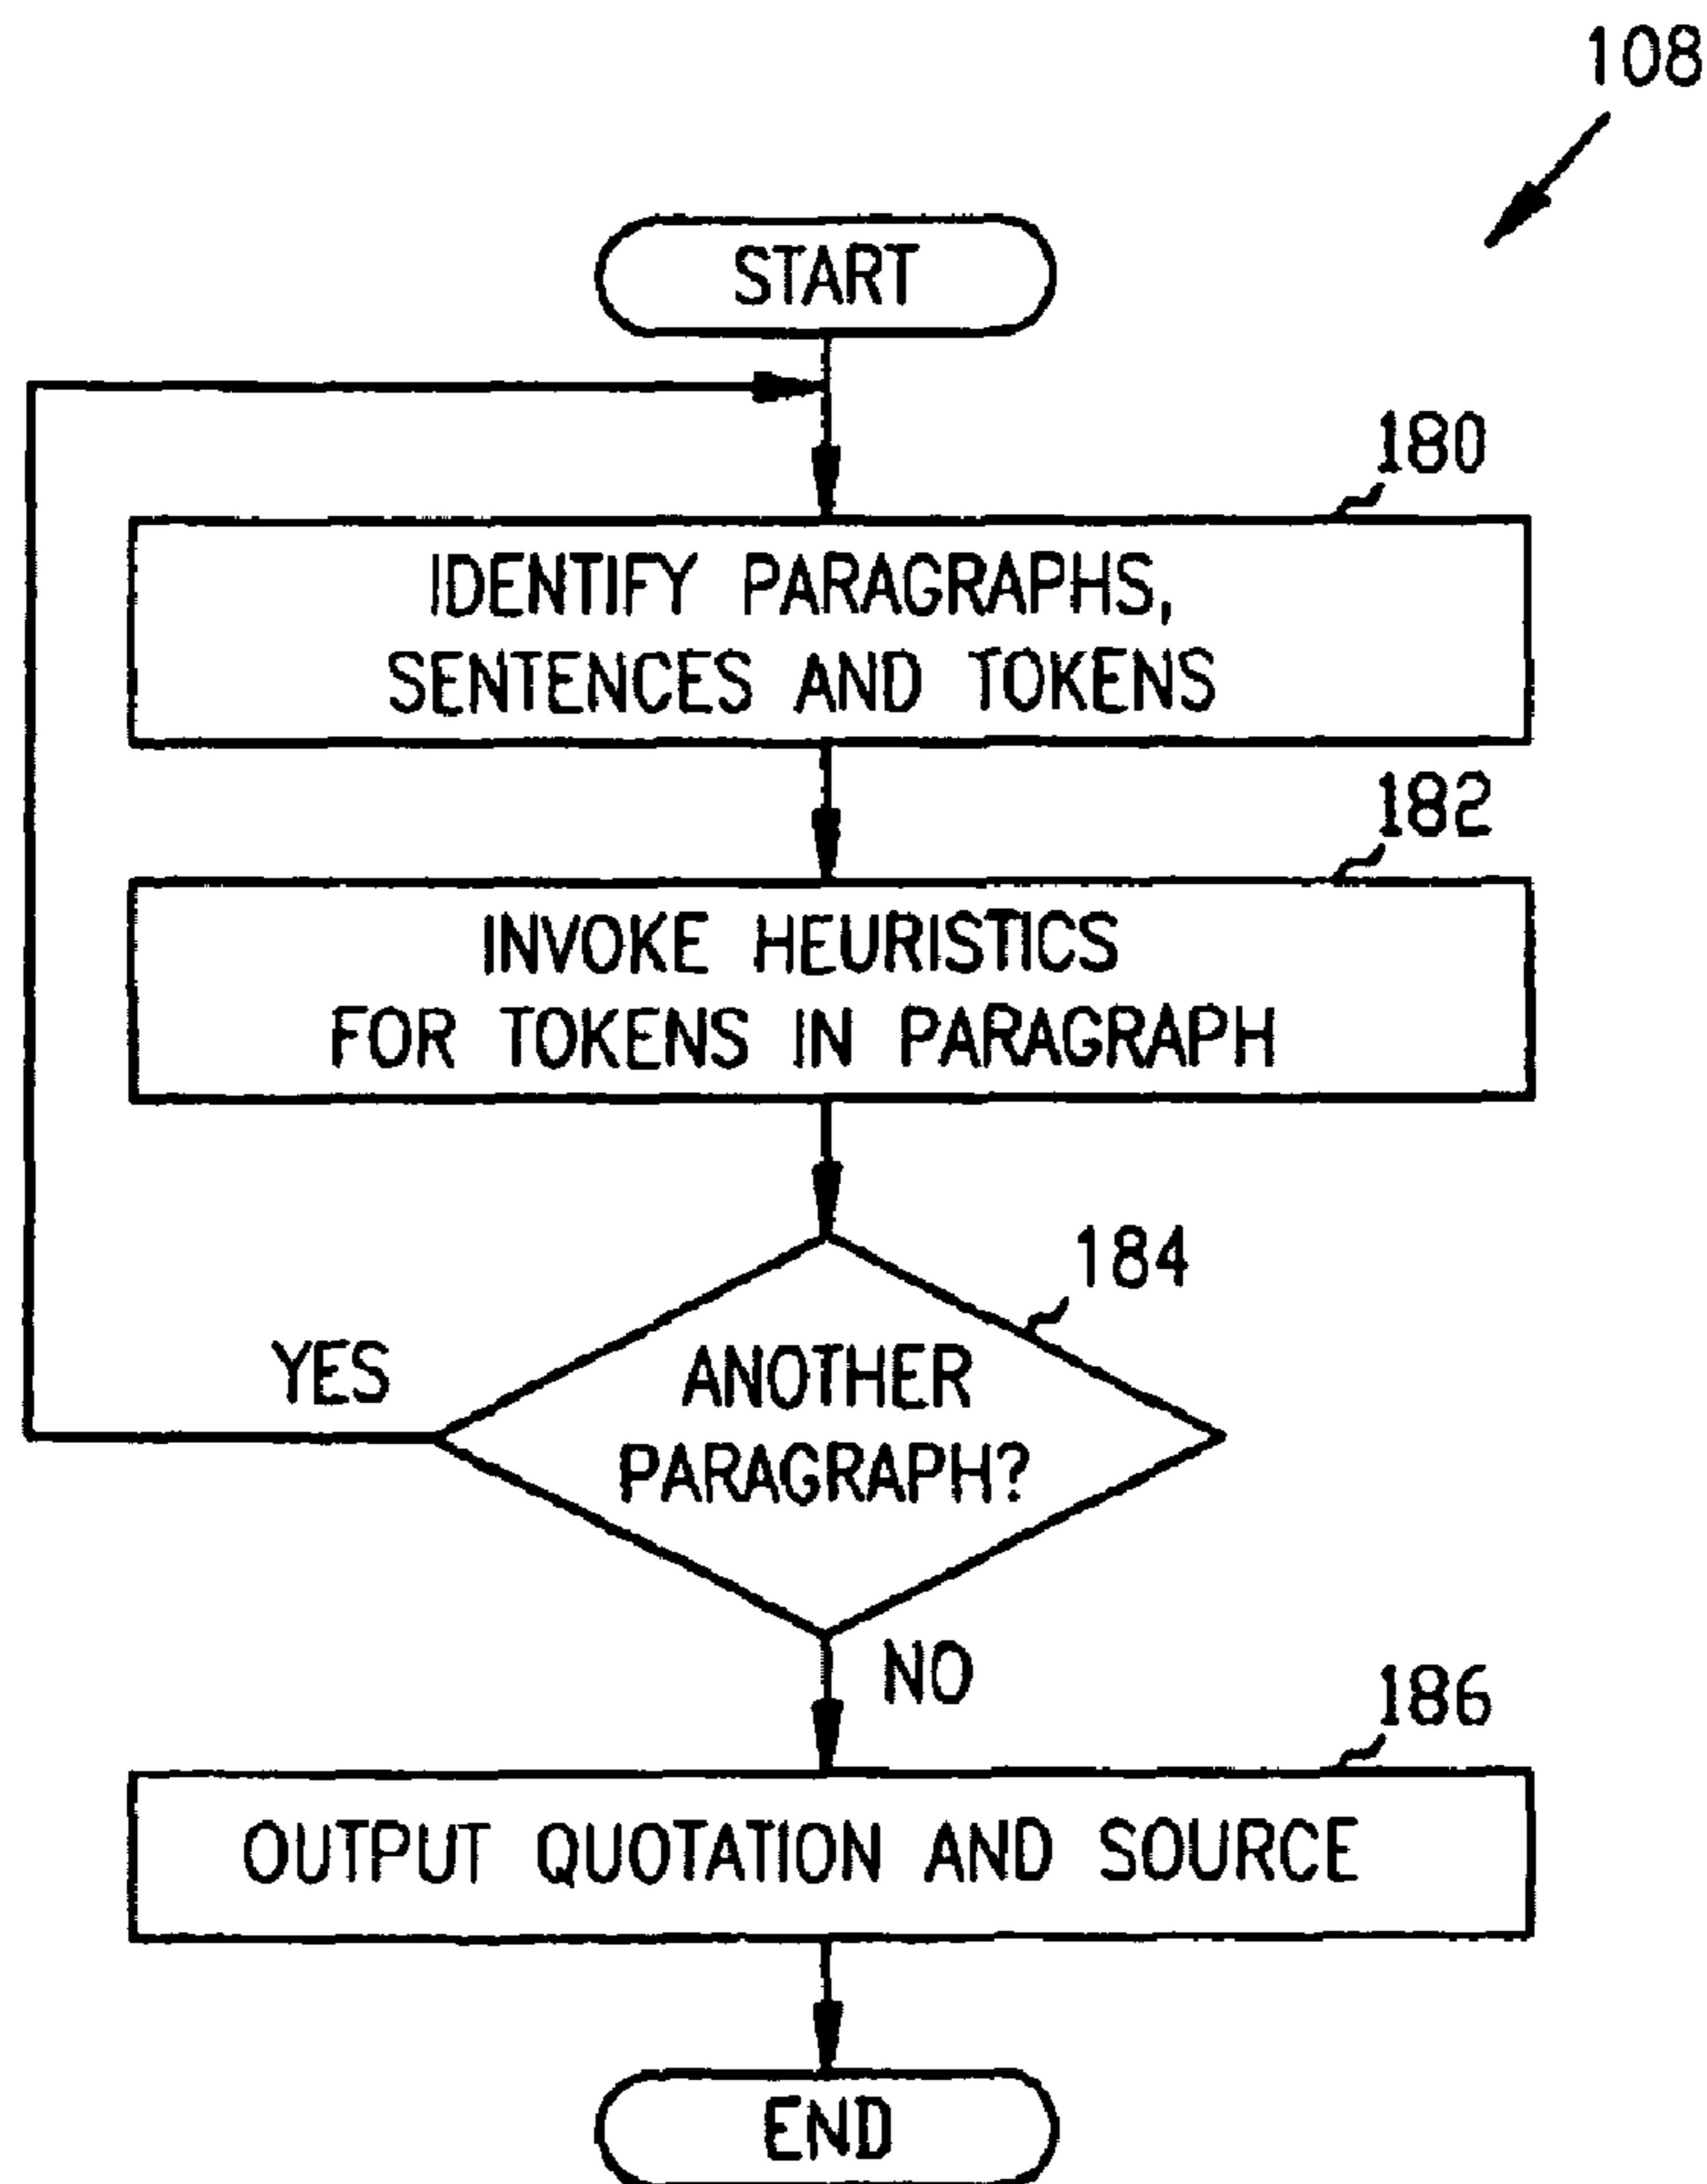 108
START
180
IDENTIFY PARAGRAPHS,
SENTENCES AND TOKENS
182
INVOKE HEURISTICS
FOR TOKENS IN PARAGRAPH
184
YES
ANOTHER
PARAGRAPH?
NO
186
OUTPUT QUOTATION AND SOURCE
END